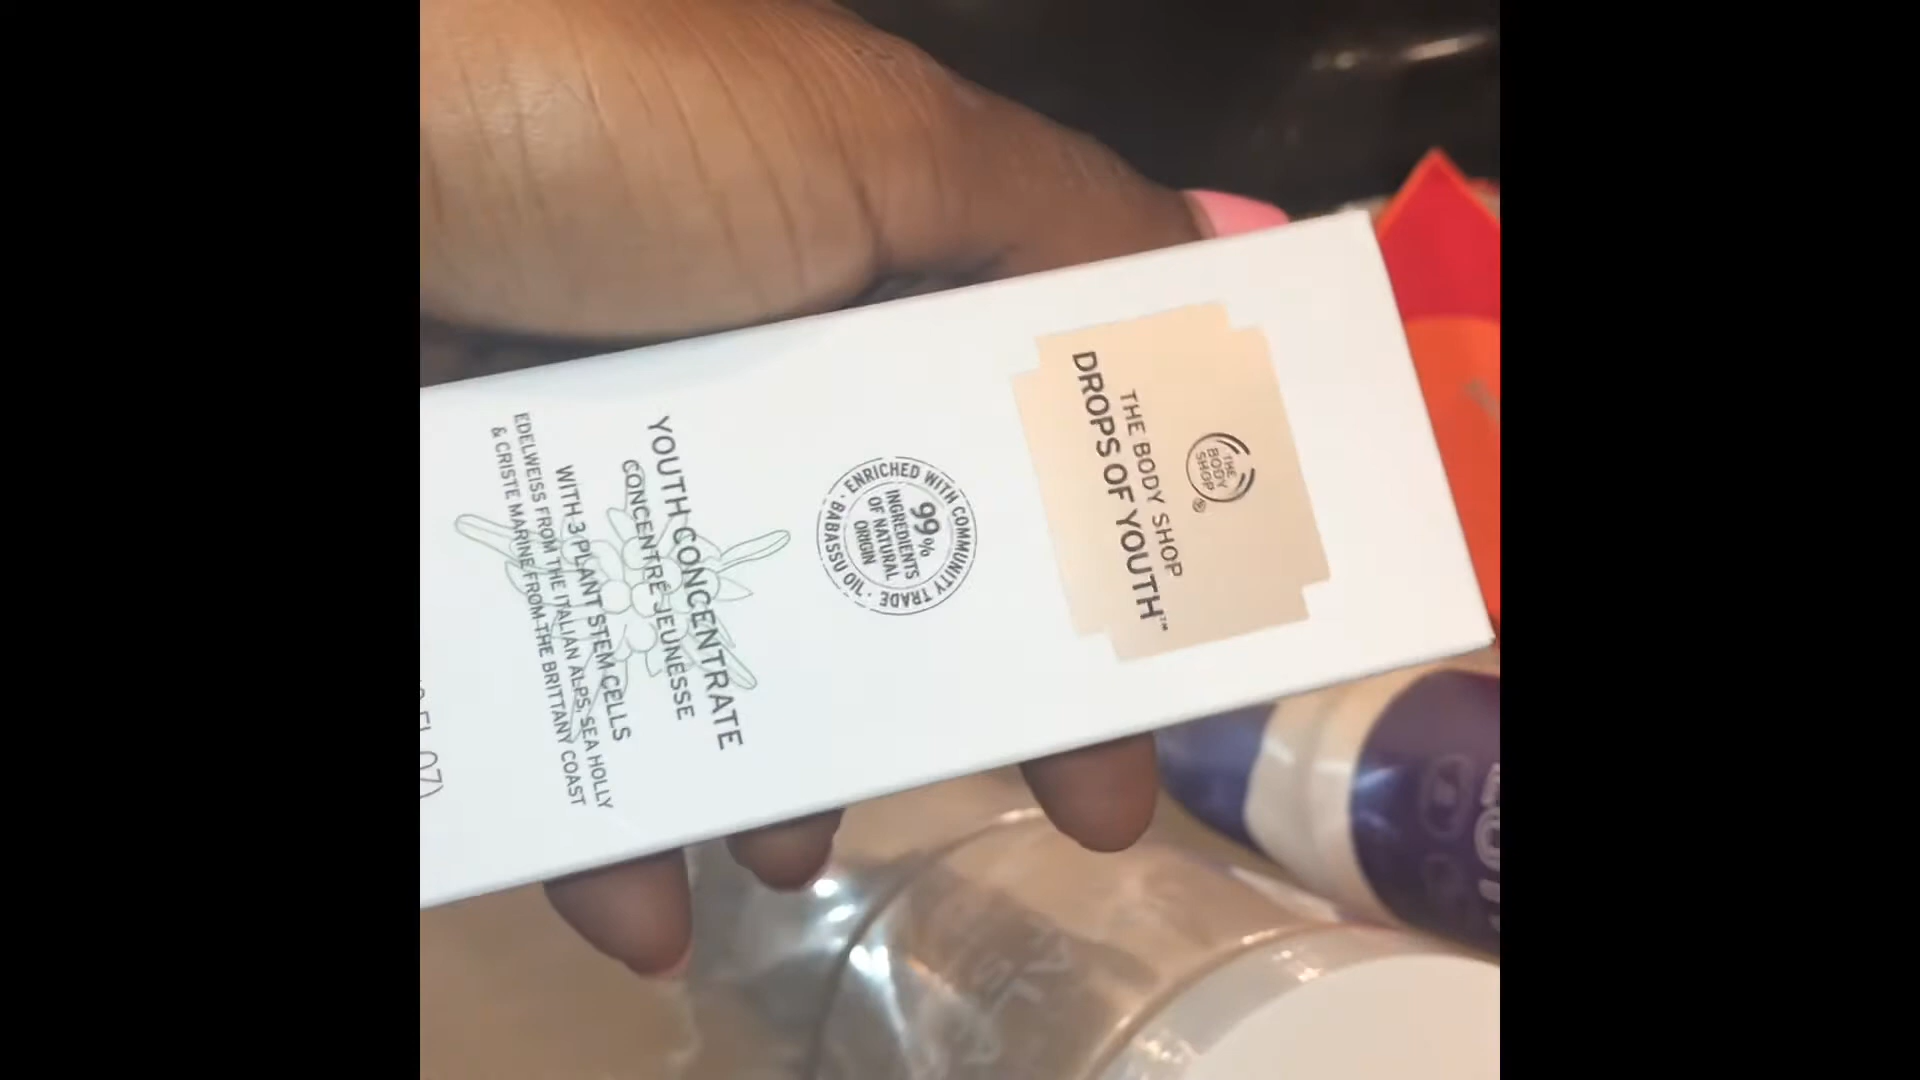 THE
BODY
SHOP
®
THE BODY SHOP
DROPS OF YOUTH™
ENRICHED WITH COMMUNITY TRADE · BABASSU OIL ·
99%
INGREDIENTS
OF NATURAL
ORIGIN
YOUTH CONCENTRATE
CONCENTRÉ JEUNESSE
WITH 3 PLANT STEM CELLS
EDELWEISS FROM THE ITALIAN ALPS, SEA HOLLY
& CRISTE MARINE FROM THE BRITTANY COAST
FL OZ)